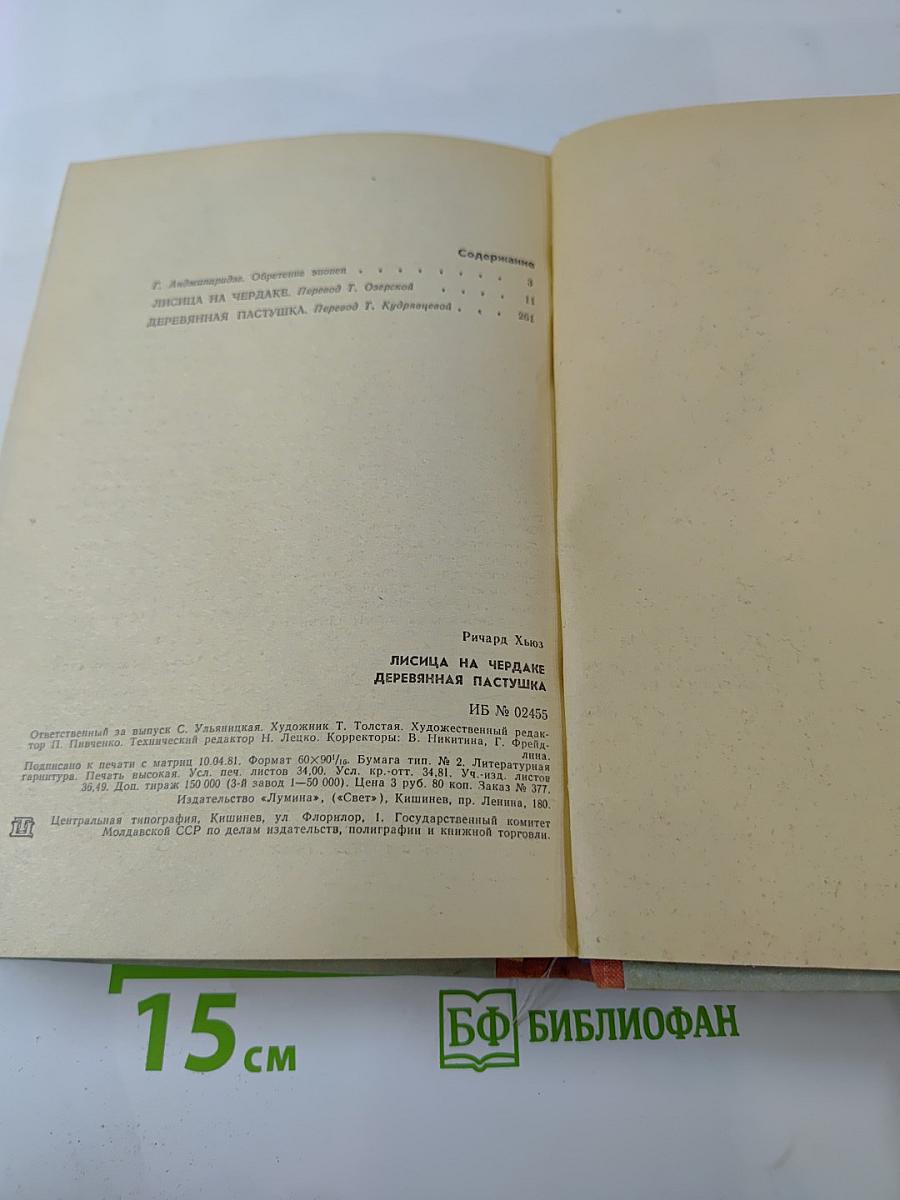 Содержание
Г. Анджапаридзе. Обретение эпопеи . . . . . . . . 3
ЛИСИЦА НА ЧЕРДАКЕ. Перевод Т. Озерской . . . . 11
ДЕРЕВЯННАЯ ПАСТУШКА. Перевод Т. Кудрявцевой . . . . 261
Ричард Хьюз
ЛИСИЦА НА ЧЕРДАКЕ
ДЕРЕВЯННАЯ ПАСТУШКА
ИБ № 02455
Ответственный за выпуск С. Ульяницкая. Художник Т. Толстая. Художественный редак-
тор П. Пивченко. Технический редактор Н. Лецко. Корректоры: В. Никитина, Г. Фрейд-
лина.
Подписано к печати с матриц 10.04.81. Формат 60×90¹/₁₆. Бумага тип. № 2. Литературная
гарнитура. Печать высокая. Усл. печ. листов 34,00. Усл. кр.-отт. 34,81. Уч.-изд. листов
36,49. Доп. тираж 150 000 (3-й завод 1—50 000). Цена 3 руб. 80 коп. Заказ № 377.
Издательство «Лумина», («Свет»), Кишинев, пр. Ленина, 180.
Центральная типография, Кишинев, ул. Флорилор, 1. Государственный комитет
Молдавской ССР по делам издательств, полиграфии и книжной торговли.
15 см
БФ БИБЛИОФАН